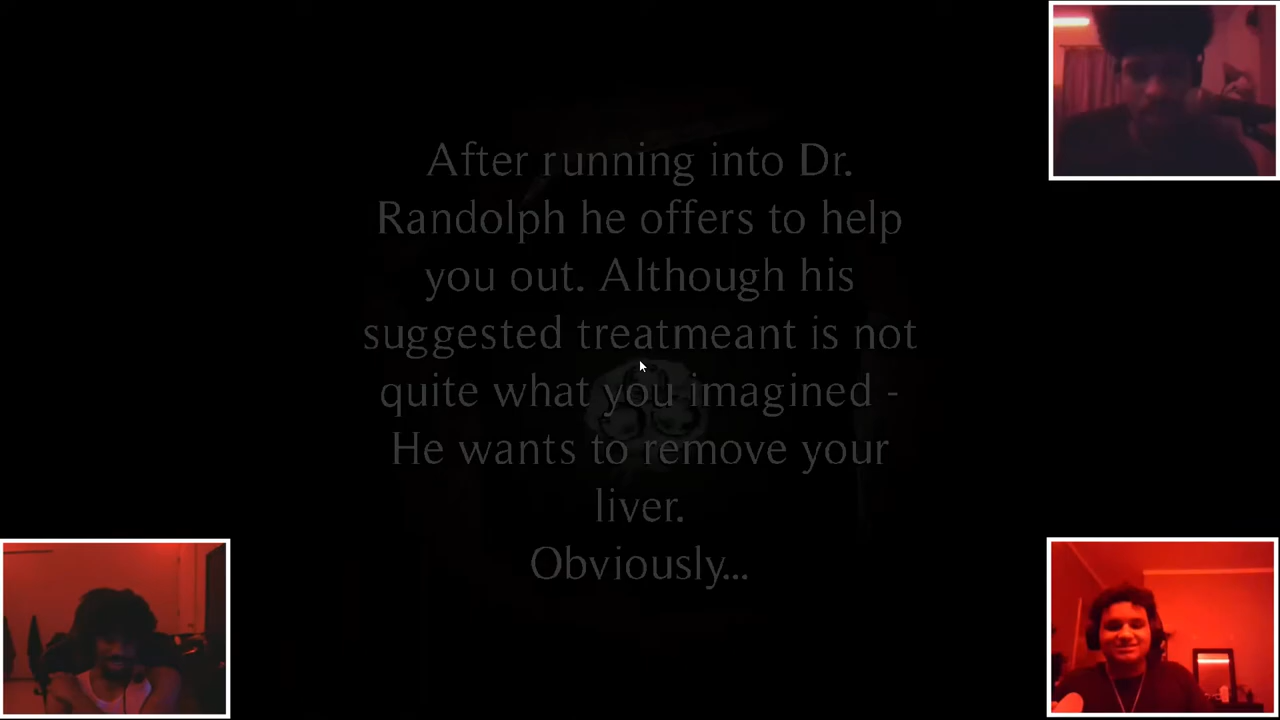 After running into Dr.
Randolph he offers to help
you out. Although his
suggested treatmeant is not
quite what you imagined -
He wants to remove your
liver.
Obviously...